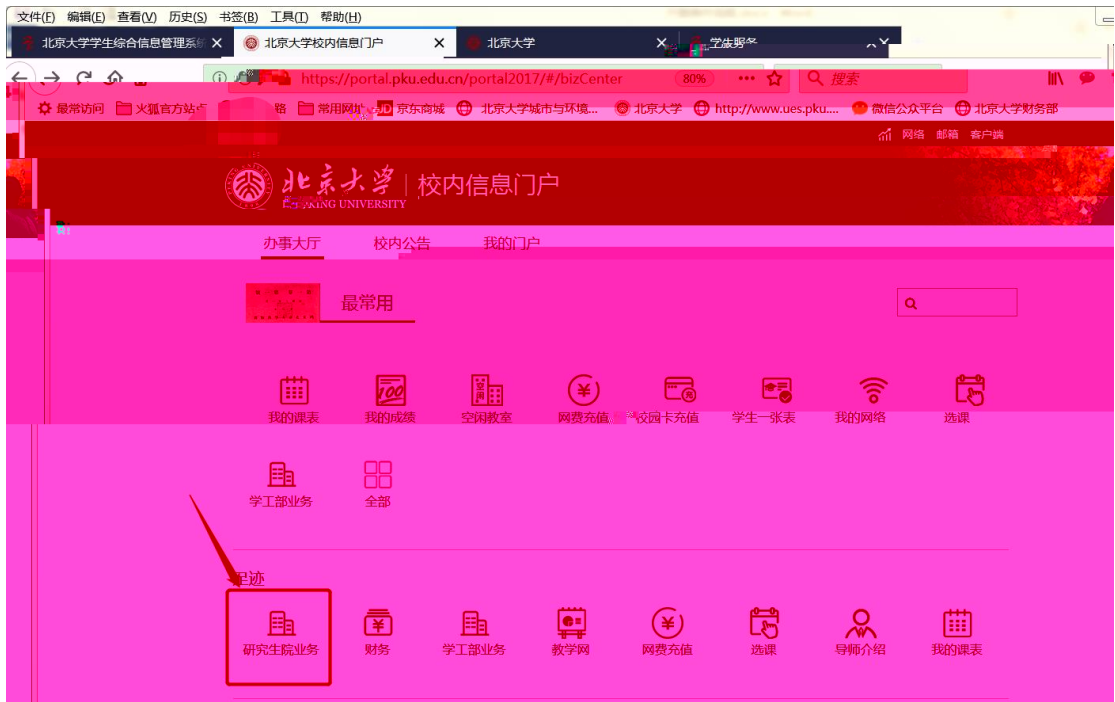 文件(F) 编辑(E) 查看(V) 历史(S) 书签(B) 工具(T) 帮助(H)
北京大学学生综合信息管理系统 北京大学校内信息门户 北京大学
https://portal.pku.edu.cn/portal2017/#/bizCenter 80% 搜索
最常访问 火狐官方站点 常用网址 JD 京东商城 北京大学城市与环境... 北京大学 http://www.ues.pku.... 微信公众平台 北京大学财务部
网络 邮箱 客户端
北京大学 校内信息门户
PEKING UNIVERSITY
办事大厅 校内公告 我的门户
最常用
我的课表 我的成绩 空闲教室 网费充值 校园卡充值 学生一张表 我的网络 选课
学工部业务 全部
足迹
研究生院业务 财务 学工部业务 教学网 网费充值 选课 导师介绍 我的课表